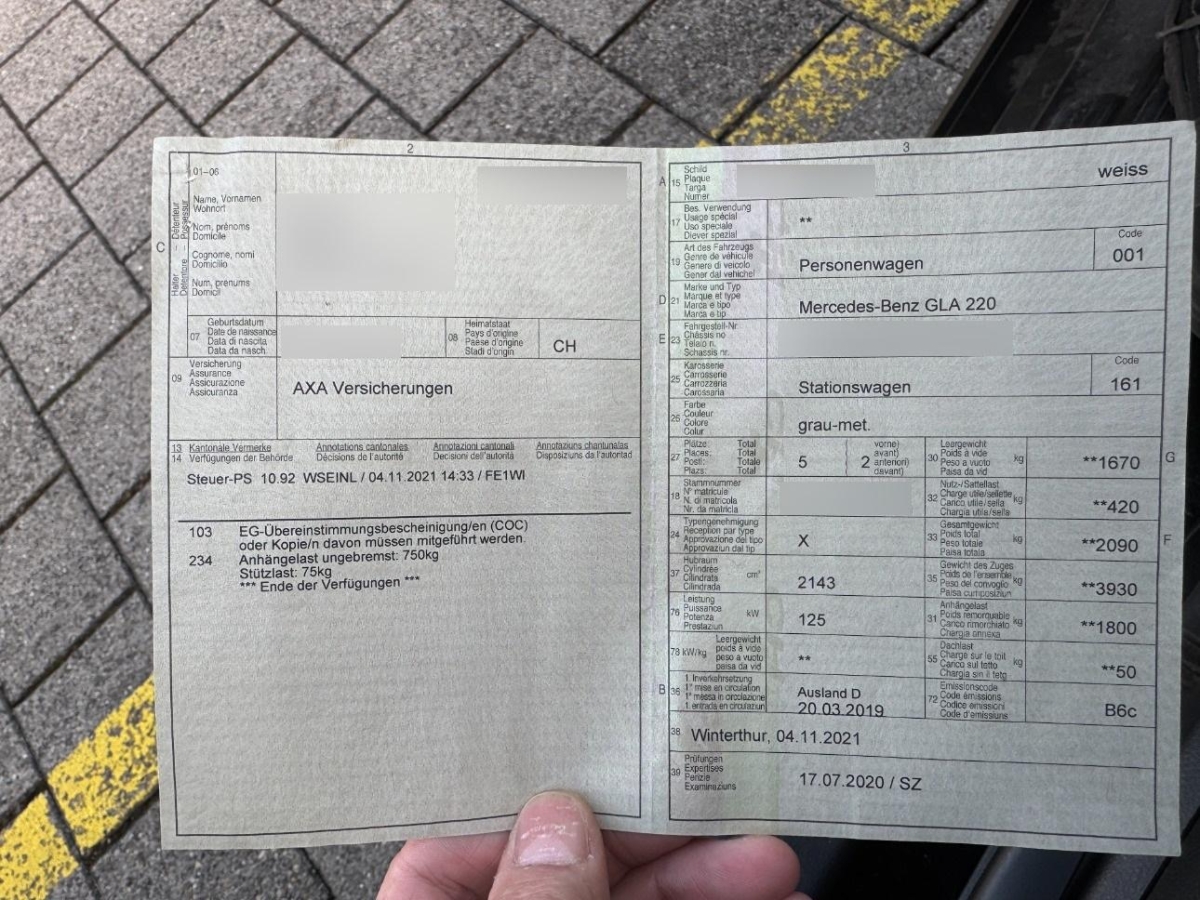 2
01-06
Halter Détenteur
Detentore – Possessur
C
Name, Vornamen
Wohnort
Nom, prénoms
Domicile
Cognome, nomi
Domicilio
Num, prenums
Domicil
07
Geburtsdatum
Date de naissance
Data di nascita
Data da nasch.
08
Heimatstaat
Pays d'origine
Paese d'origine
Stadi d'origin
CH
09
Versicherung
Assurance
Assicurazione
Assicuranza
AXA Versicherungen
13 Kantonale Vermerke Annotations cantonales Annotazioni cantonali Annotaziuns chantunalas
14 Verfügungen der Behörde Décisions de l'autorité Decisioni dell'autorità Disposiziuns da l'autoritad
Steuer-PS 10.92 WSEINL / 04.11.2021 14:33 / FE1WI
103 EG-Übereinstimmungsbescheinigung/en (COC)
oder Kopie/n davon müssen mitgeführt werden.
234 Anhängelast ungebremst: 750kg
Stützlast: 75kg
*** Ende der Verfügungen ***
3
A 15
Schild
Plaque
Targa
Numer
weiss
17
Bes. Verwendung
Usage spécial
Uso speciale
Diever spezial
**
19
Art des Fahrzeugs
Genre de véhicule
Genere di veicolo
Gener dal vehichel
Personenwagen
Code
001
D 21
Marke und Typ
Marque et type
Marca e tipo
Marca e tip
Mercedes-Benz GLA 220
E 23
Fahrgestell-Nr
Châssis no
Telaio n.
Schassis nr.
25
Karosserie
Carrosserie
Carrozzeria
Carossaria
Stationswagen
Code
161
26
Farbe
Couleur
Colore
Colur
grau-met.
27
Plätze: Total
Places: Total
Posti: Totale
Plazs: Total
5
2
vorne)
avant)
anteriori)
davant)
30
Leergewicht
Poids à vide
Peso a vuoto
Paisa da vid
kg
**1670
G
18
Stammnummer
N° matricule
N. di matricola
Nr. da matricla
32
Nutz-/Sattellast
Charge utile/sellette
Carico utile/sella
Chargia utila/sella
kg
**420
24
Typengenehmigung
Réception par type
Approvazione del tipo
Approvaziun dal tip
X
33
Gesamtgewicht
Poids total
Peso totale
Paisa totala
kg
**2090
F
37
Hubraum
Cylindrée
Cilindrata
Cilindrada
cm³
2143
35
Gewicht des Zuges
Poids de l'ensemble
Peso del convoglio
Paisa cumposiziun
kg
**3930
76
Leistung
Puissance
Potenza
Prestaziun
kW
125
31
Anhängelast
Poids remorquable
Carico rimorchiato
Chargia annexa
kg
**1800
78 kW/kg
Leergewicht
poids à vide
peso a vuoto
paisa da vid
**
55
Dachlast
Charge sur le toit
Carico sul tetto
Chargia sin il tetg
kg
**50
B 36
1. Inverkehrsetzung
1re mise en circulation
1a messa in circolazione
1. entrada en circulaziun
Ausland D
20.03.2019
72
Emissionscode
Code émissions
Codice emissioni
Code d'emissiuns
B6c
38 Winterthur, 04.11.2021
39
Prüfungen
Expertises
Perizie
Examinaziuns
17.07.2020 / SZ